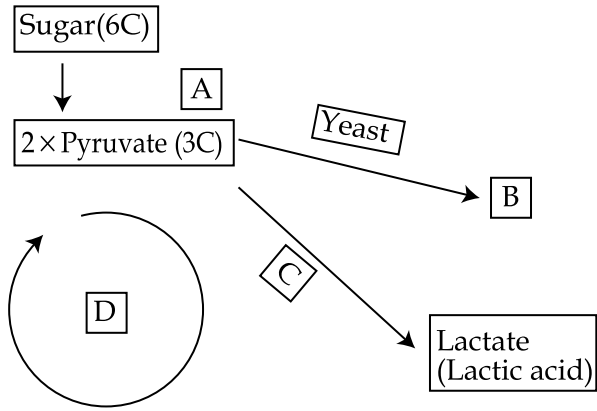 Sugar(6C)
A
2×Pyruvate (3C)
Yeast
B
C
D
Lactate
(Lactic acid)